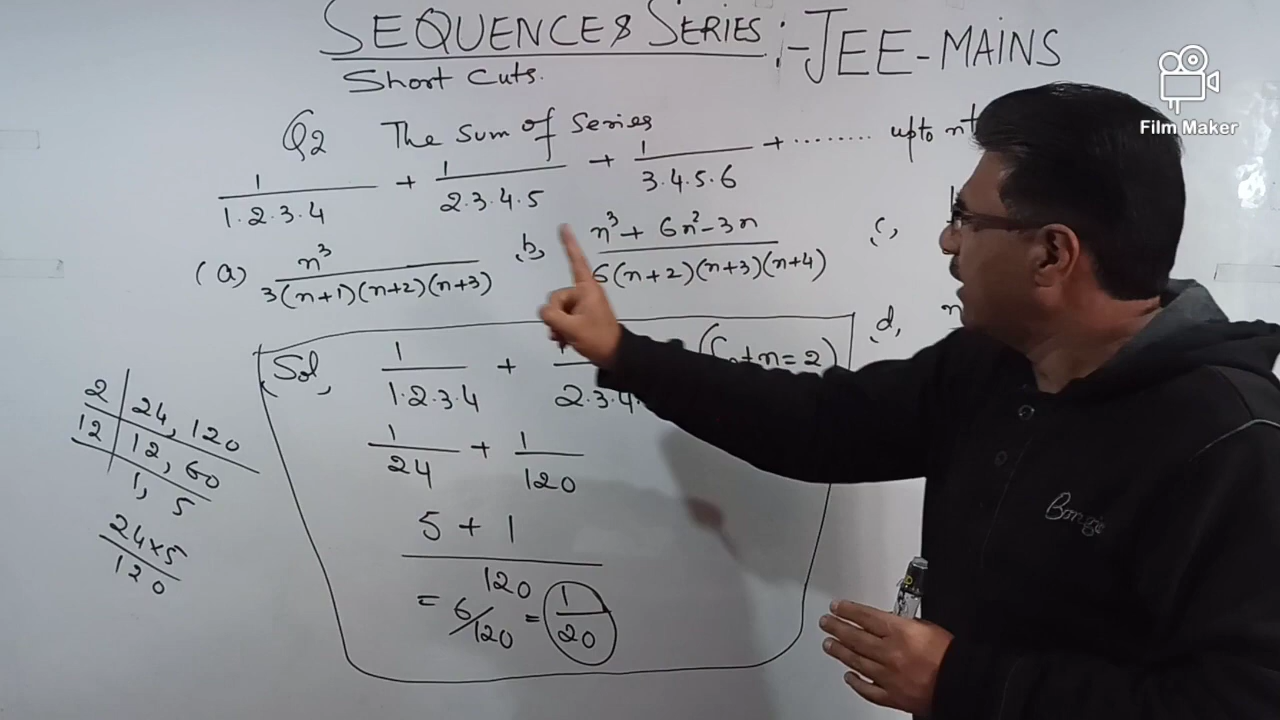 SEQUENCE & SERIES :- JEE-MAINS
Short Cuts.
Film Maker
Q2 The Sum of Series
1/1.2.3.4 + 1/2.3.4.5 + 1/3.4.5.6 + ........ upto
(a) n³/3(n+1)(n+2)(n+3) (b, n³+6n²-3n/6(n+2)(n+3)(n+4) (c,
(d,
(Sol, 1/1.2.3.4 + 2.3.4 n=2)
2 | 24, 120
12 | 12, 60
1, 5
24×5
120
1/24 + 1/120
5 + 1
120
= 6/120 = 1/20